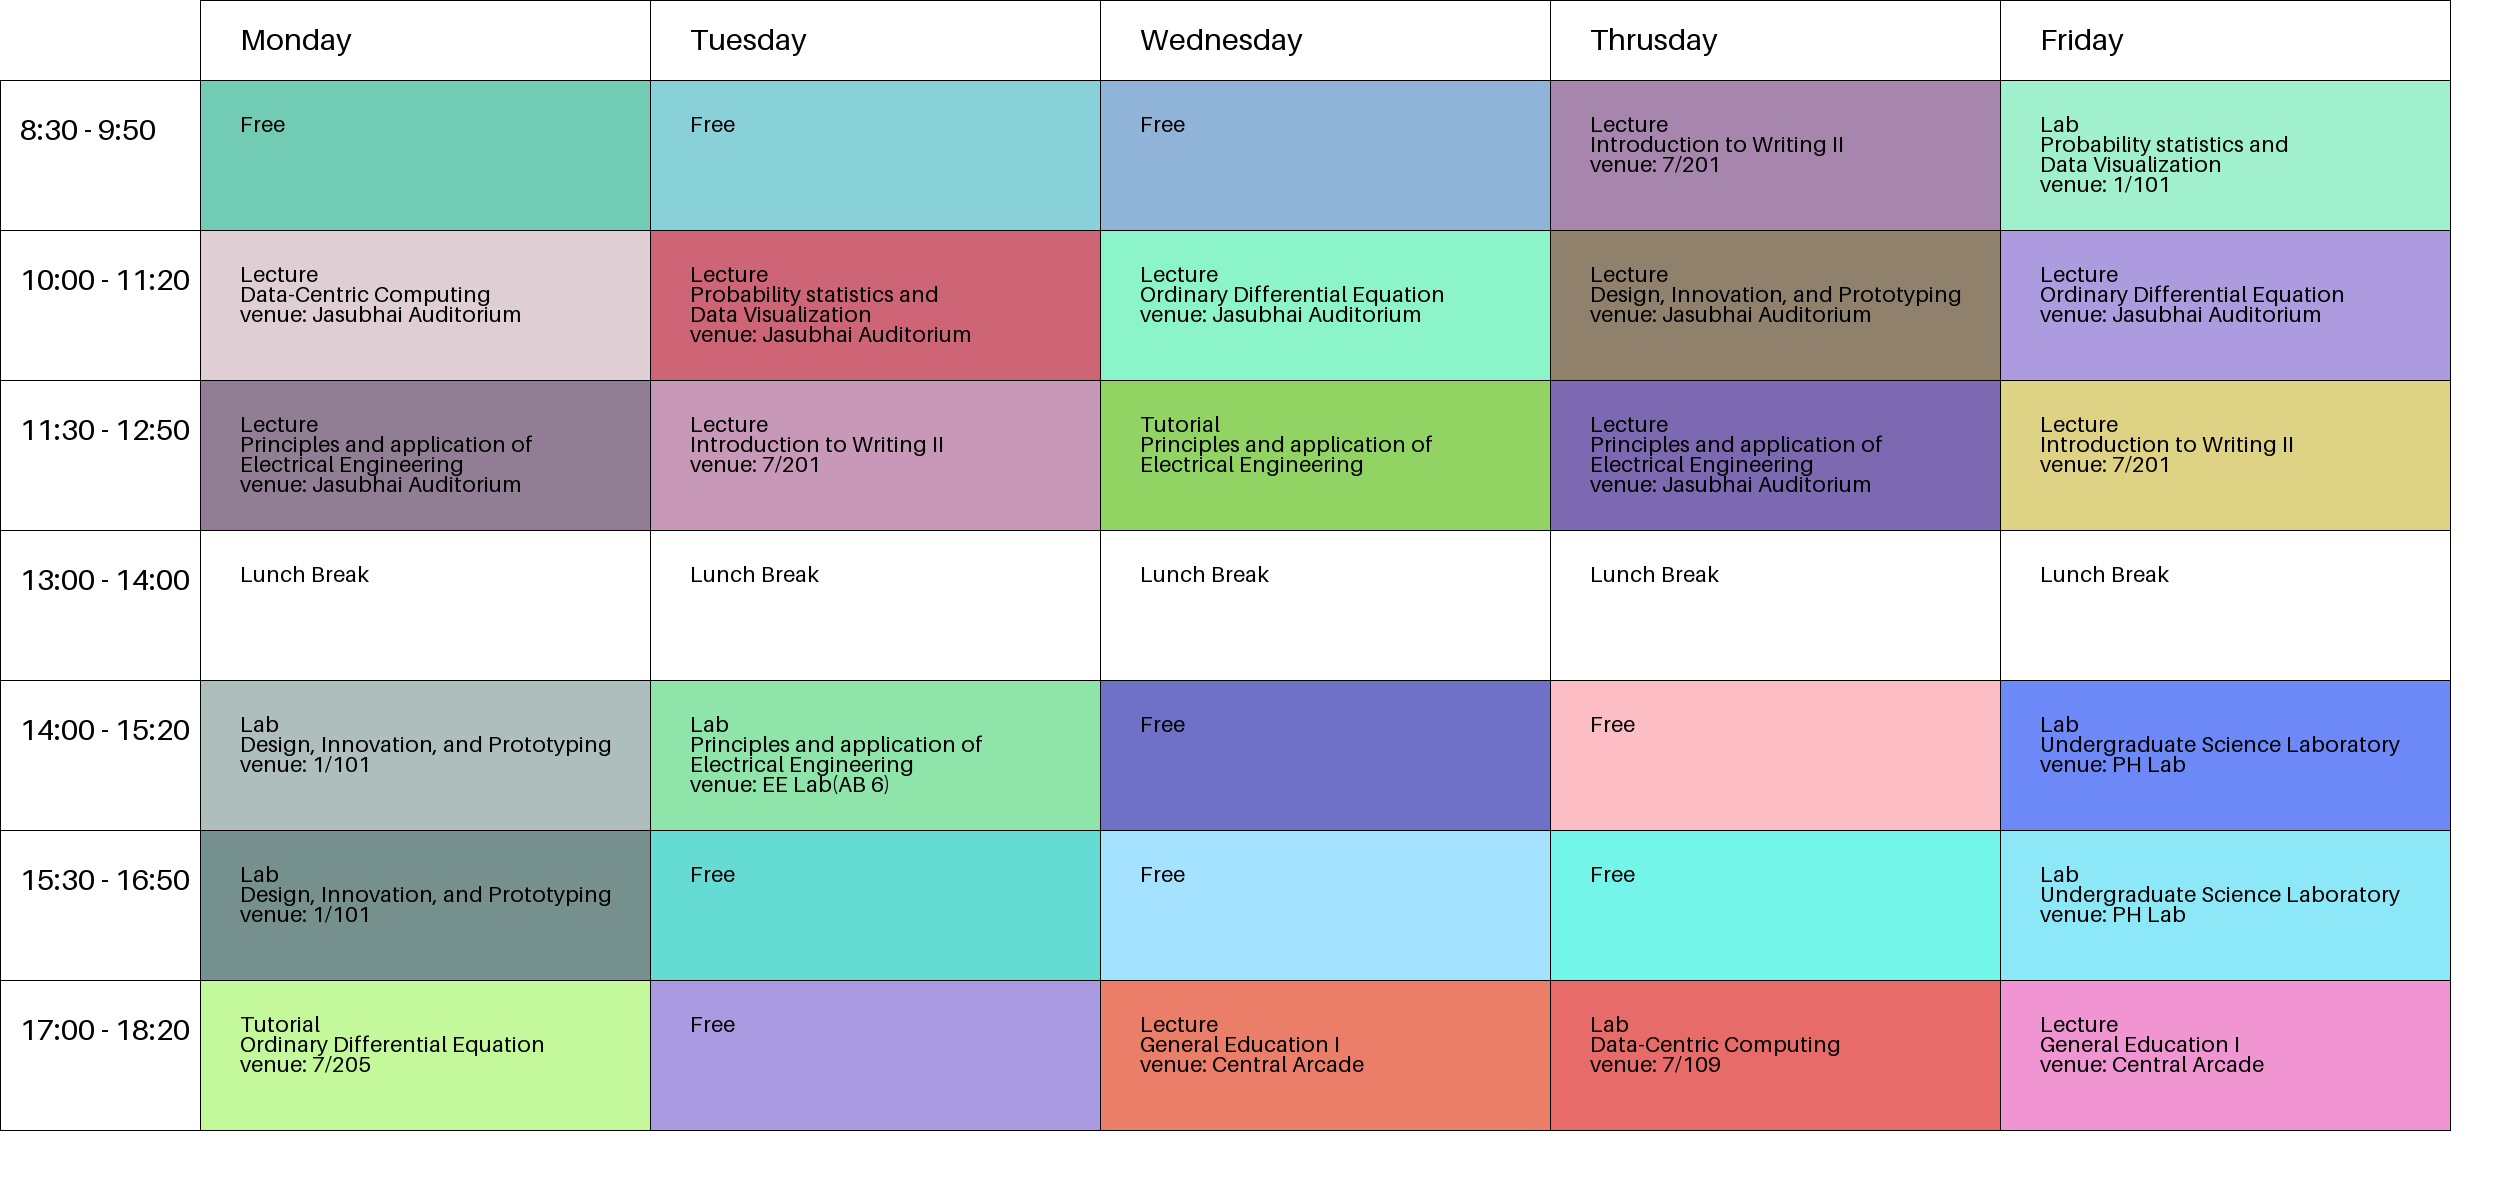 Monday
Tuesday
Wednesday
Thrusday
Friday
8:30 - 9:50
Free
Free
Free
Lecture
Introduction to Writing II
venue: 7/201
Lab
Probability statistics and
Data Visualization
venue: 1/101
10:00 - 11:20
Lecture
Data-Centric Computing
venue: Jasubhai Auditorium
Lecture
Probability statistics and
Data Visualization
venue: Jasubhai Auditorium
Lecture
Ordinary Differential Equation
venue: Jasubhai Auditorium
Lecture
Design, Innovation, and Prototyping
venue: Jasubhai Auditorium
Lecture
Ordinary Differential Equation
venue: Jasubhai Auditorium
11:30 - 12:50
Lecture
Principles and application of
Electrical Engineering
venue: Jasubhai Auditorium
Lecture
Introduction to Writing II
venue: 7/201
Tutorial
Principles and application of
Electrical Engineering
Lecture
Principles and application of
Electrical Engineering
venue: Jasubhai Auditorium
Lecture
Introduction to Writing II
venue: 7/201
13:00 - 14:00
Lunch Break
Lunch Break
Lunch Break
Lunch Break
Lunch Break
14:00 - 15:20
Lab
Design, Innovation, and Prototyping
venue: 1/101
Lab
Principles and application of
Electrical Engineering
venue: EE Lab(AB 6)
Free
Free
Lab
Undergraduate Science Laboratory
venue: PH Lab
15:30 - 16:50
Lab
Design, Innovation, and Prototyping
venue: 1/101
Free
Free
Free
Lab
Undergraduate Science Laboratory
venue: PH Lab
17:00 - 18:20
Tutorial
Ordinary Differential Equation
venue: 7/205
Free
Lecture
General Education I
venue: Central Arcade
Lab
Data-Centric Computing
venue: 7/109
Lecture
General Education I
venue: Central Arcade